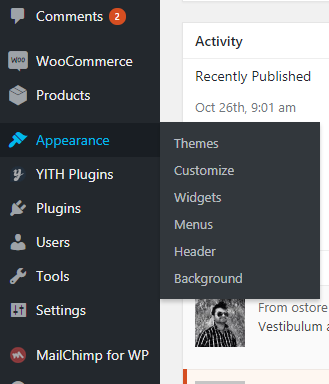 Comments 2
WooCommerce
Products
Appearance
YITH Plugins
Plugins
Users
Tools
Settings
MailChimp for WP
Themes
Customize
Widgets
Menus
Header
Background
Activity
Recently Published
Oct 26th, 9:01 am
From ostore
Vestibulum a